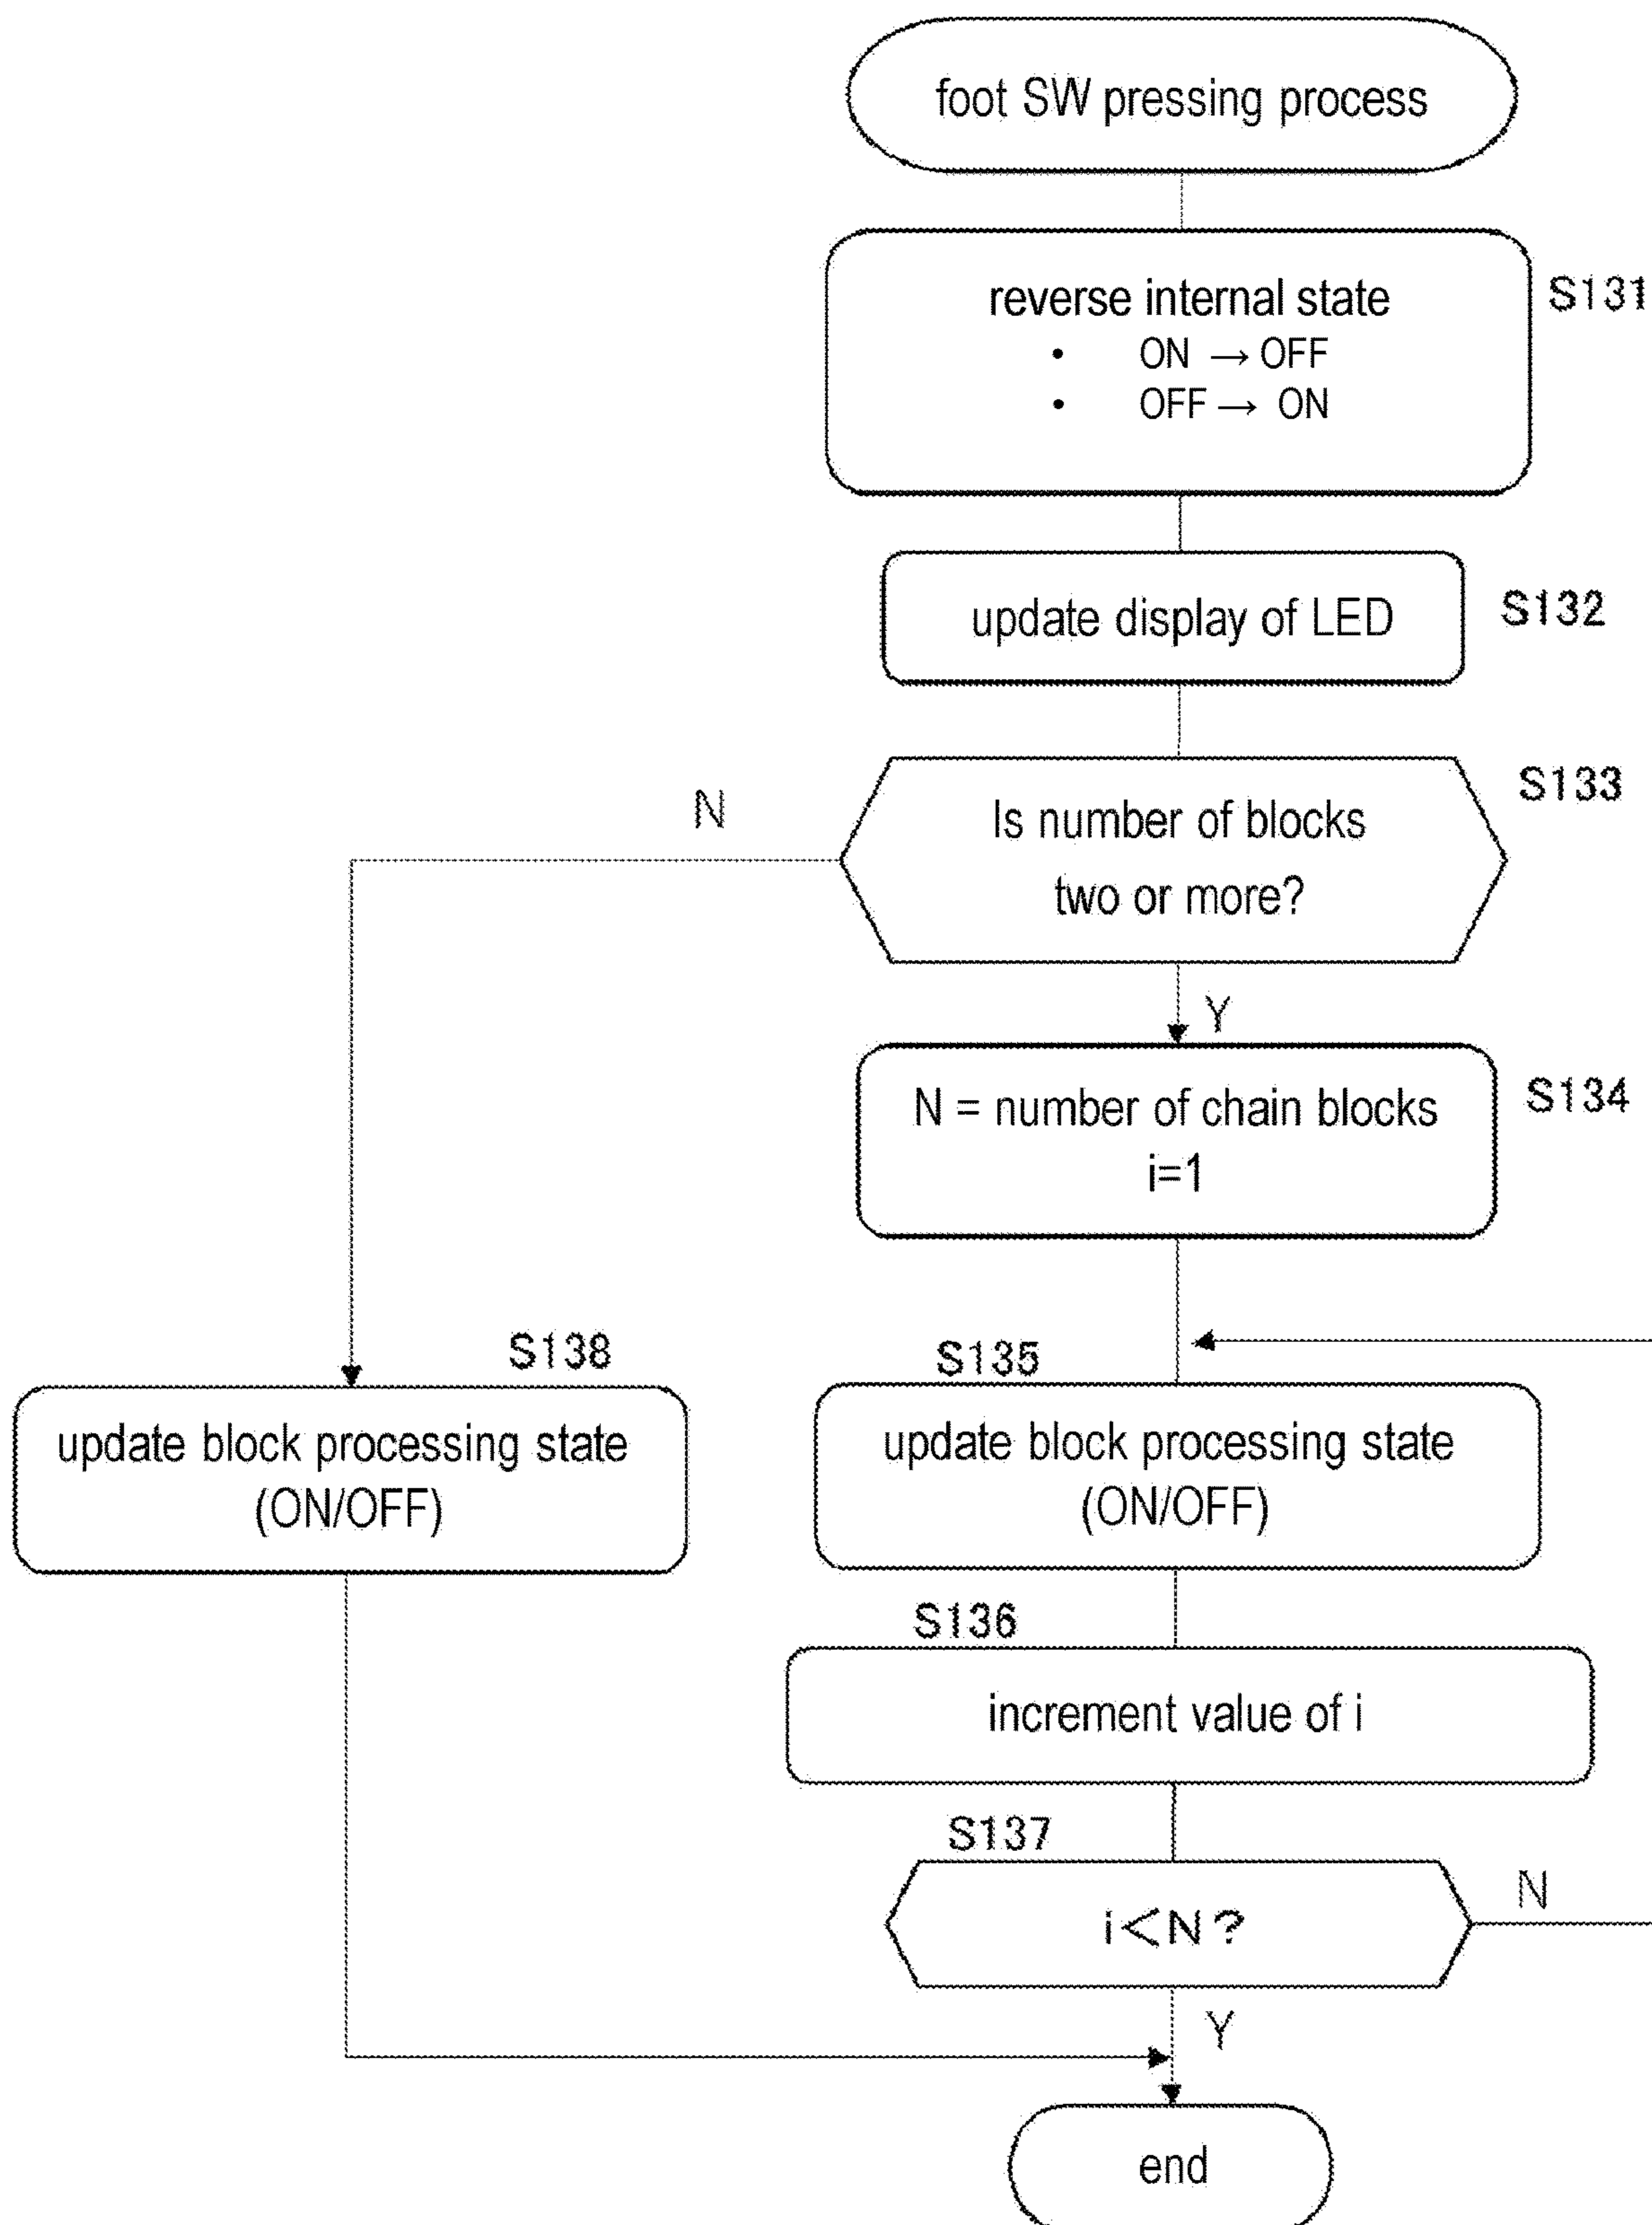 foot SW pressing process
reverse internal state
S131
• ON → OFF
• OFF → ON
update display of LED
S132
S133
N
Is number of blocks
two or more?
Y
N = number of chain blocks
S134
i=1
S138
S135
update block processing state
(ON/OFF)
update block processing state
(ON/OFF)
S136
increment value of i
S137
i<N?
N
Y
end